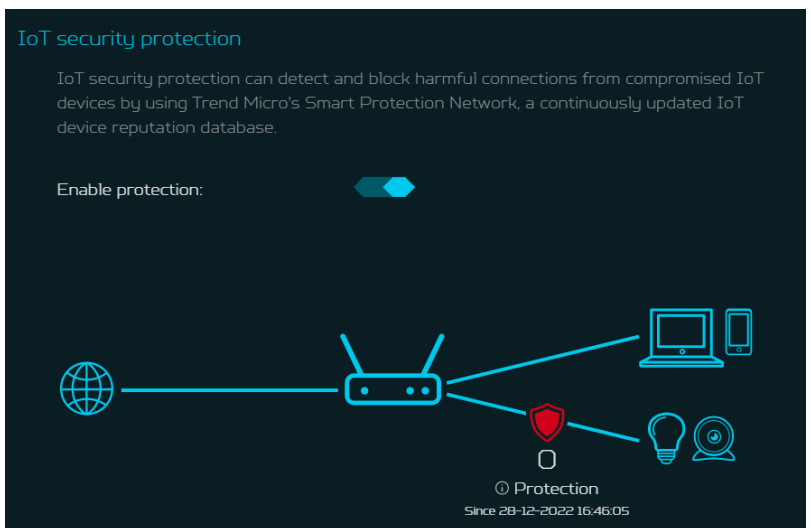 IoT security protection
IoT security protection can detect and block harmful connections from compromised IoT
devices by using Trend Micro's Smart Protection Network, a continuously updated IoT
device reputation database.
Enable protection:
0
Protection
Since 28-12-2022 16:46:05